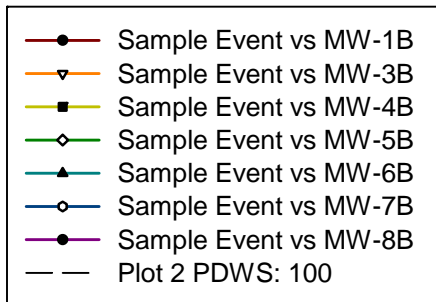 Sample Event vs MW-1B
Sample Event vs MW-3B
Sample Event vs MW-4B
Sample Event vs MW-5B
Sample Event vs MW-6B
Sample Event vs MW-7B
Sample Event vs MW-8B
Plot 2 PDWS: 100